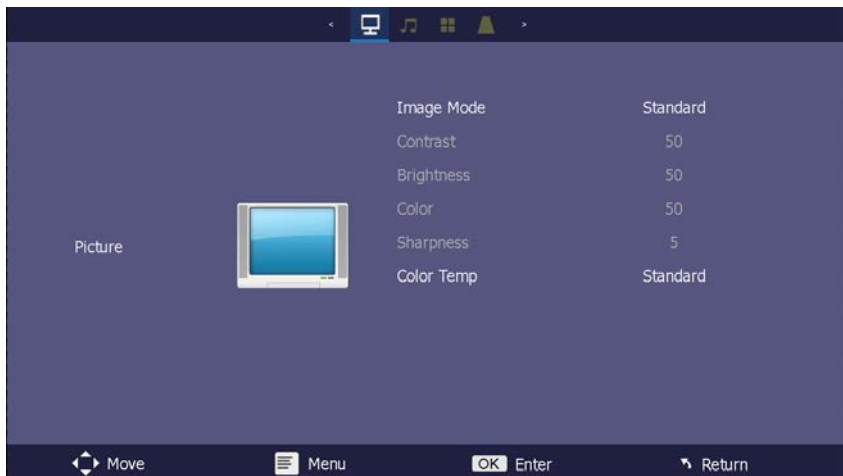 Image Mode Standard
Contrast 50
Brightness 50
Color 50
Picture
Sharpness 5
Color Temp Standard
Move Menu OK Enter Return